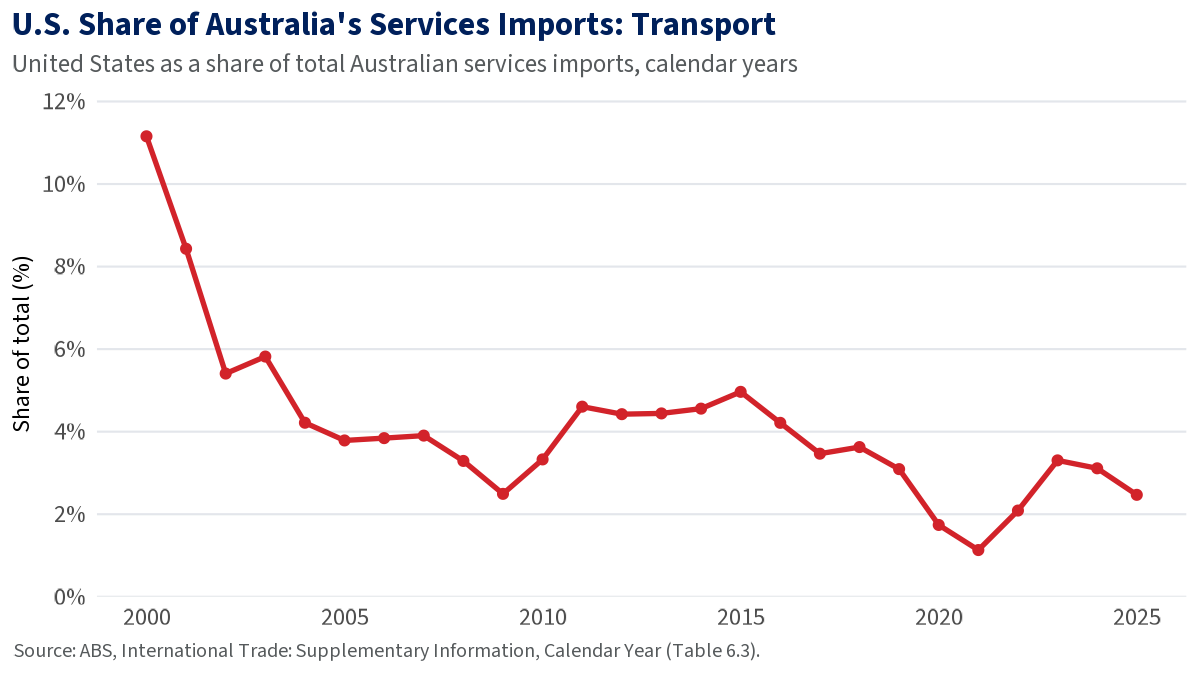 U.S. Share of Australia's Services Imports: Transport
United States as a share of total Australian services imports, calendar years
Share of total (%)
12%
10%
8%
6%
4%
2%
0%
2000 2005 2010 2015 2020 2025
Source: ABS, International Trade: Supplementary Information, Calendar Year (Table 6.3).